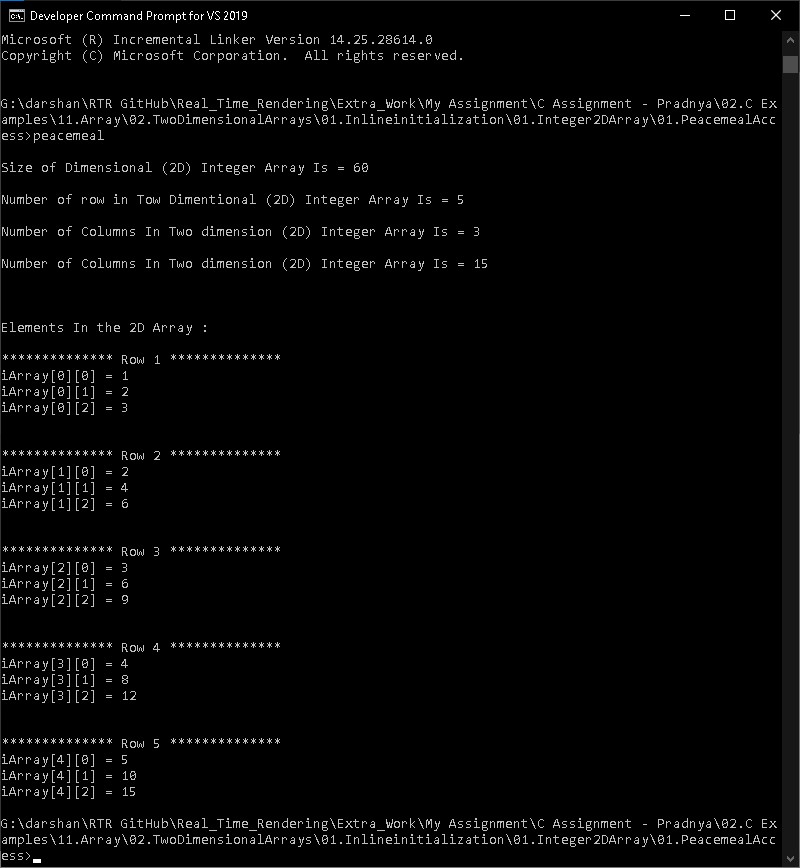 Developer Command Prompt for VS 2019
Microsoft (R) Incremental Linker Version 14.25.28614.0
Copyright (C) Microsoft Corporation.  All rights reserved.
G:\darshan\RTR GitHub\Real_Time_Rendering\Extra_Work\My Assignment\C Assignment - Pradnya\02.C Ex
amples\11.Array\02.TwoDimensionalArrays\01.Inlineinitialization\01.Integer2DArray\01.PeacemealAcc
ess>peacemeal
Size of Dimensional (2D) Integer Array Is = 60
Number of row in Tow Dimentional (2D) Integer Array Is = 5
Number of Columns In Two dimension (2D) Integer Array Is = 3
Number of Columns In Two dimension (2D) Integer Array Is = 15
Elements In the 2D Array :
************** Row 1 **************
iArray[0][0] = 1
iArray[0][1] = 2
iArray[0][2] = 3
************** Row 2 **************
iArray[1][0] = 2
iArray[1][1] = 4
iArray[1][2] = 6
************** Row 3 **************
iArray[2][0] = 3
iArray[2][1] = 6
iArray[2][2] = 9
************** Row 4 **************
iArray[3][0] = 4
iArray[3][1] = 8
iArray[3][2] = 12
************** Row 5 **************
iArray[4][0] = 5
iArray[4][1] = 10
iArray[4][2] = 15
G:\darshan\RTR GitHub\Real_Time_Rendering\Extra_Work\My Assignment\C Assignment - Pradnya\02.C Ex
amples\11.Array\02.TwoDimensionalArrays\01.Inlineinitialization\01.Integer2DArray\01.PeacemealAcc
ess>